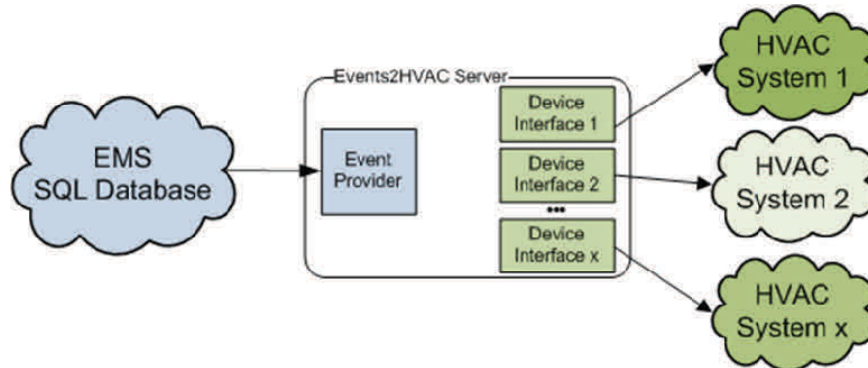 EMS
SQL Database
Events2HVAC Server
Event
Provider
Device
Interface 1
Device
Interface 2
...
Device
Interface x
HVAC
System 1
HVAC
System 2
HVAC
System x